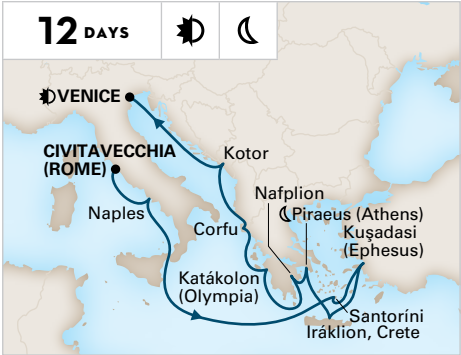 12 DAYS
VENICE
CIVITAVECCHIA
(ROME)
Kotor
Naples
Nafplion
Piraeus (Athens)
Kuşadasi
(Ephesus)
Corfu
Katákolon
(Olympia)
Santoríni
Iráklion, Crete